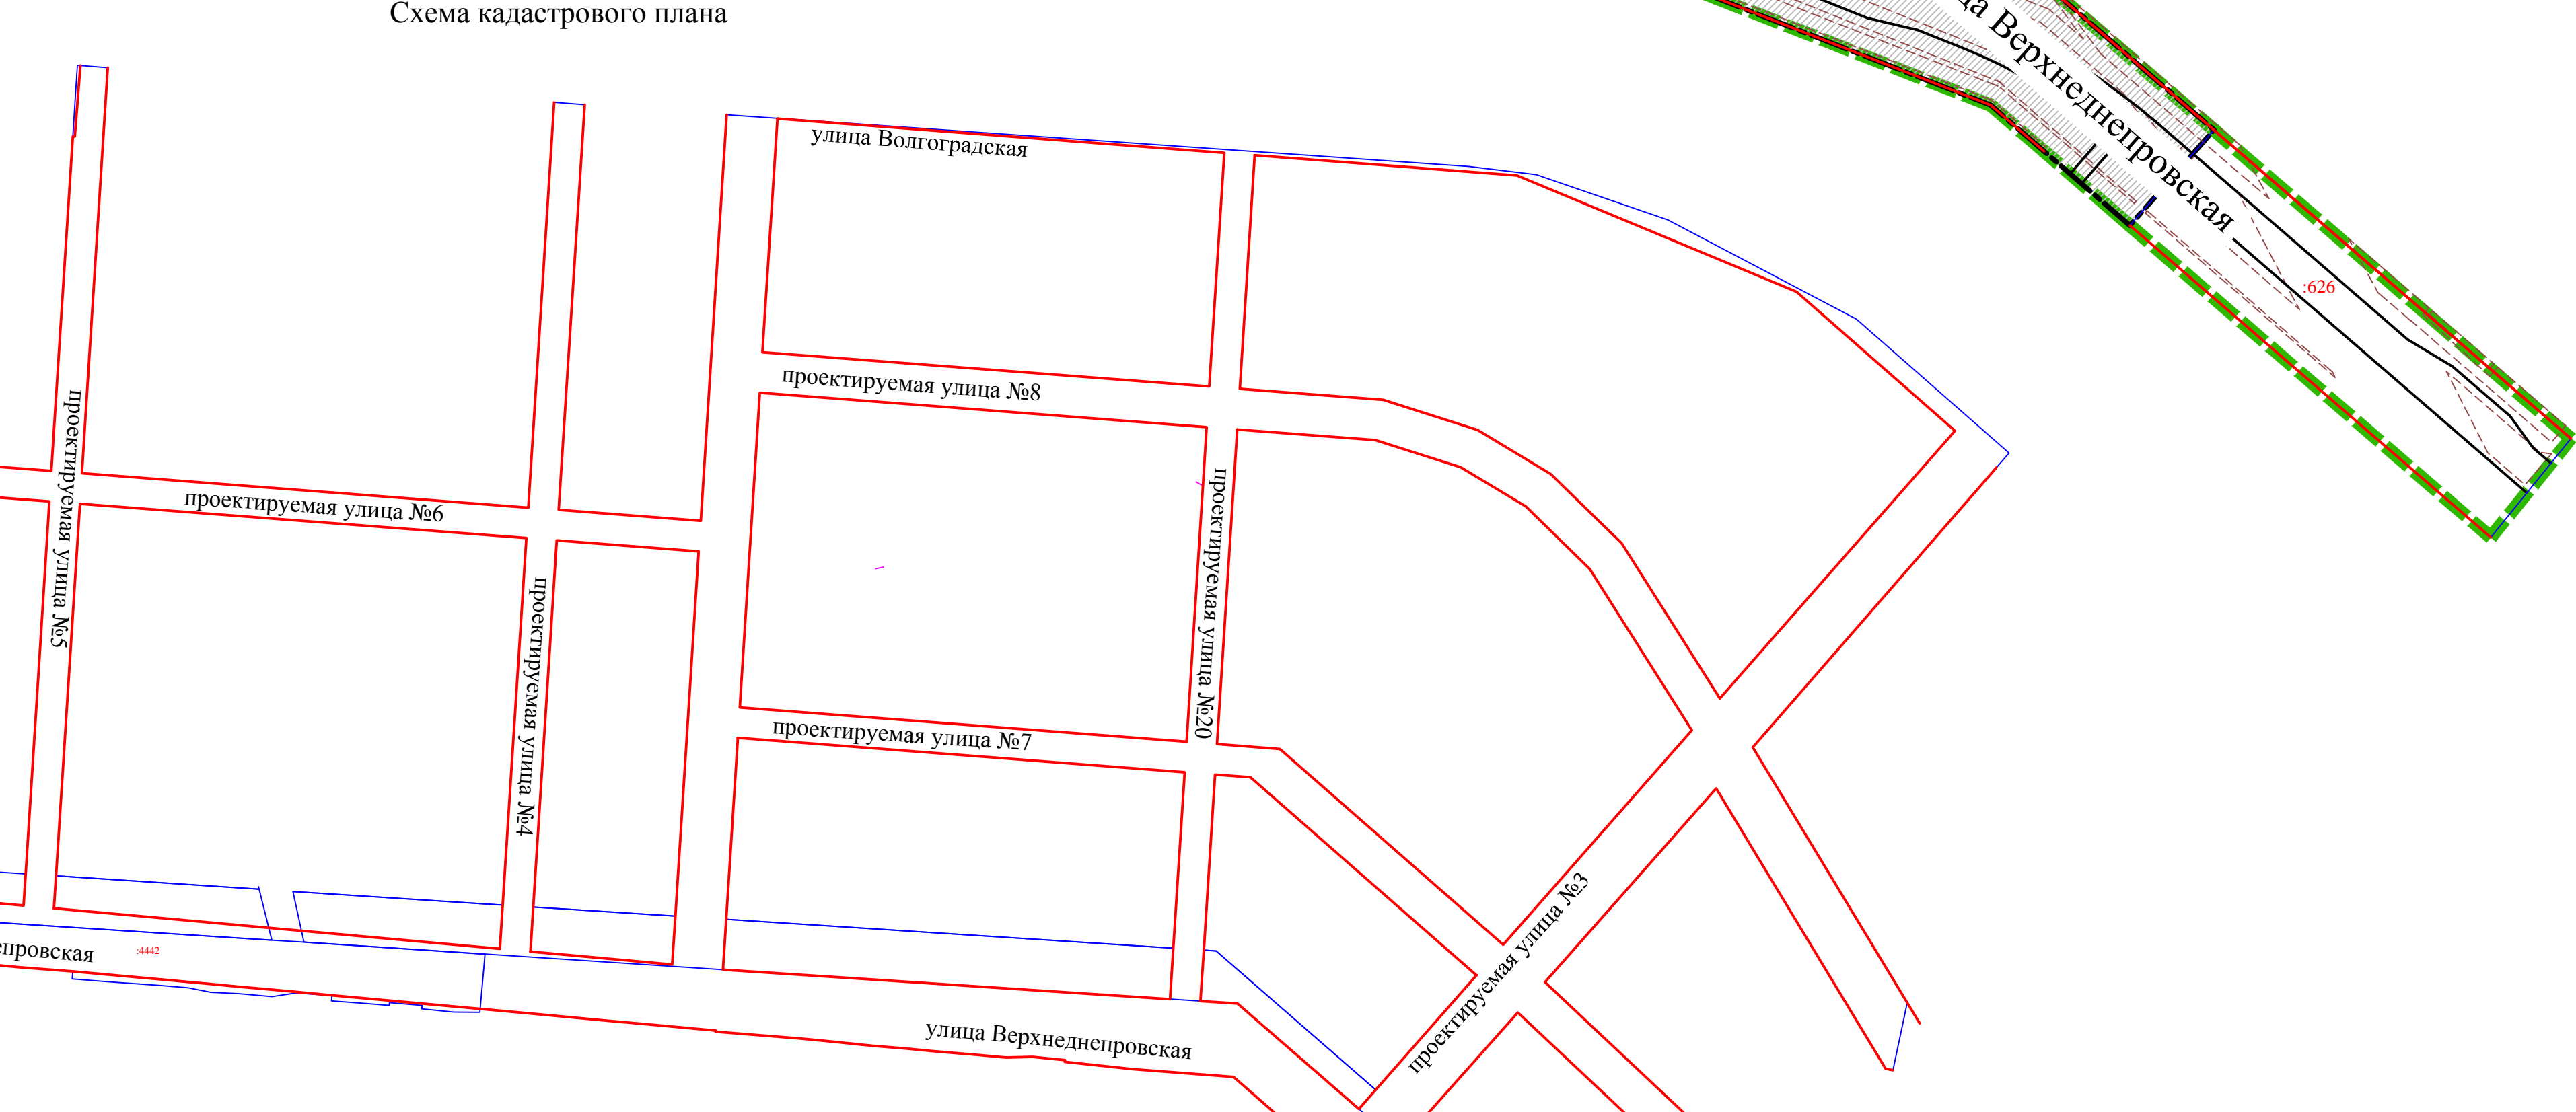 Схема кадастрового плана
ца Верхнеднепровская
улица Волгоградская
:626
проектируемая улица №8
проектируемая улица №5
проектируемая улица №6
проектируемая улица №20
проектируемая улица №4
проектируемая улица №7
проектируемая улица №3
епровская
:4442
улица Верхнеднепровская